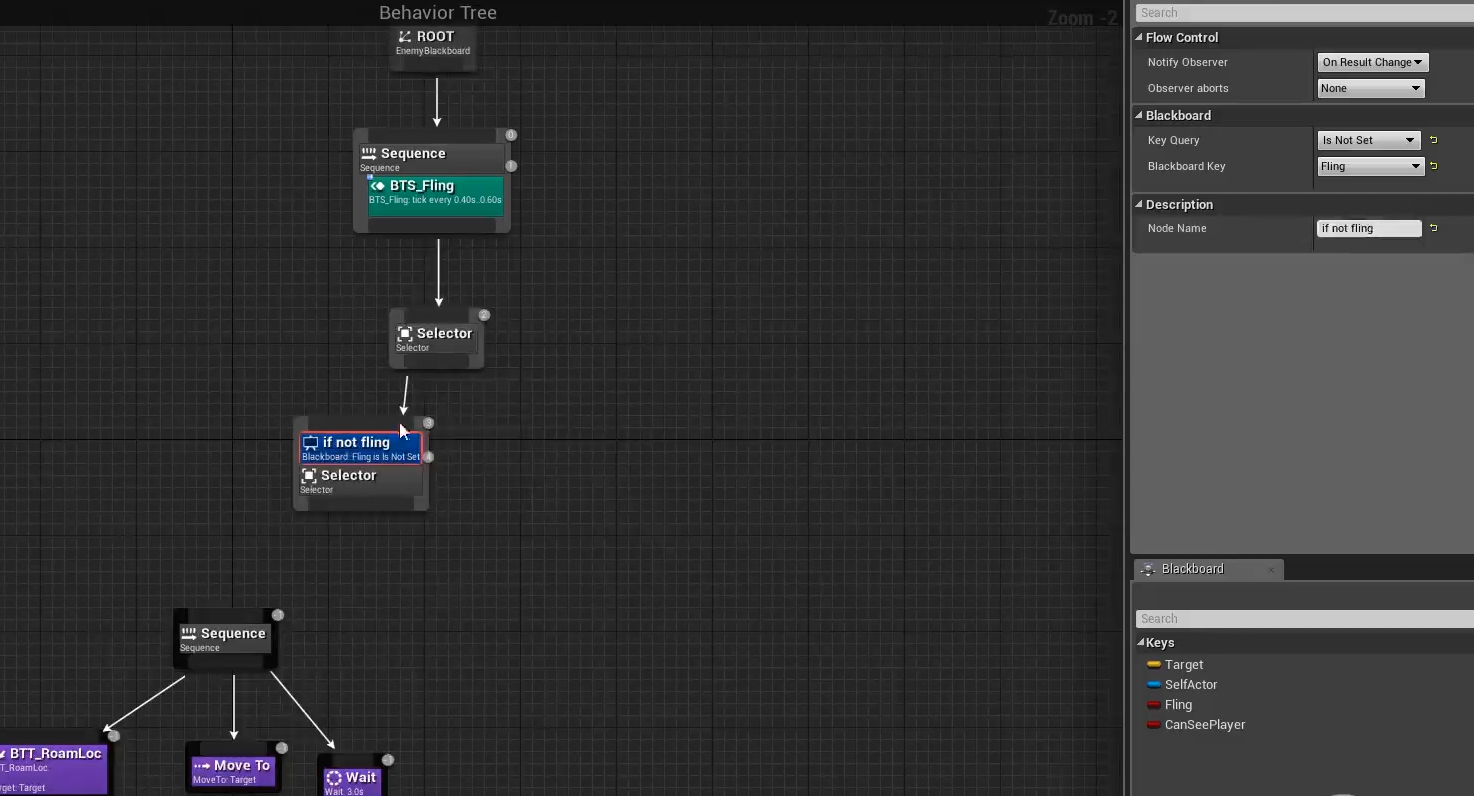 Behavior Tree
Zoom -2
ROOT
EnemyBlackboard
0
Sequence
Sequence
1
BTS_Fling
BTS_Fling: tick every 0.40s..0.60s
2
Selector
Selector
3
if not fling
Blackboard: Fling is Is Not Set
4
Selector
Selector
Sequence
Sequence
BTT_RoamLoc
T_RoamLoc
rget: Target
Move To
MoveTo: Target
Wait
Wait: 3.0s
Search
Flow Control
Notify Observer
On Result Change
Observer aborts
None
Blackboard
Key Query
Is Not Set
Blackboard Key
Fling
Description
Node Name
if not fling
Blackboard
Search
Keys
Target
SelfActor
Fling
CanSeePlayer